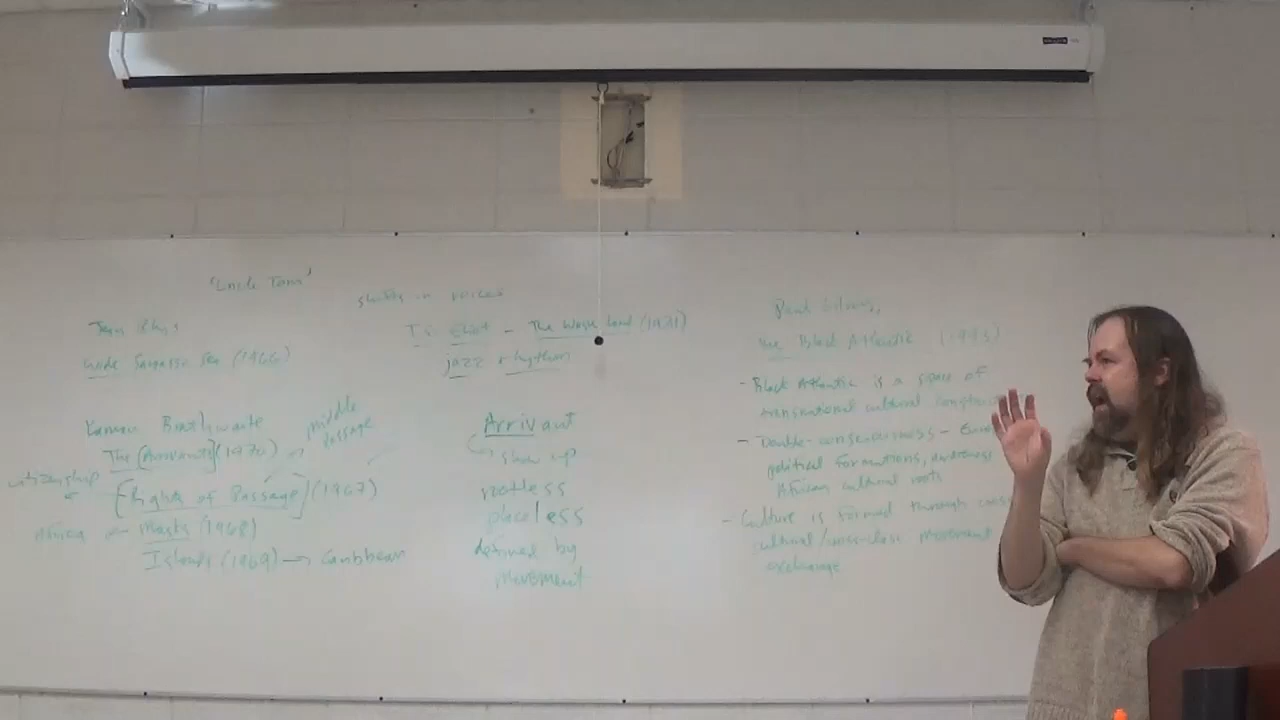 'Uncle Tom'
Jean Rhys
Wide Sargasso Sea (1966)
Kamau Brathwaite
The [Arrivants] (1970) →
middle
passage
citizenship ←
[Rights of Passage] (1967)
Africa ← Masks (1968)
Islands (1969) → Caribbean
shifts in voices
T.S. Eliot - The Waste Land (1921)
jazz rhythm
Arrivant
show up
rootless
placeless
defined by
movement
Paul Gilroy,
The Black Atlantic (1993)
- Black Atlantic is a space of
transnational cultural
- Double-consciousness -
political formations, awareness
African cultural roots
- Culture is formed through
cultural/cross-class movement
exchange